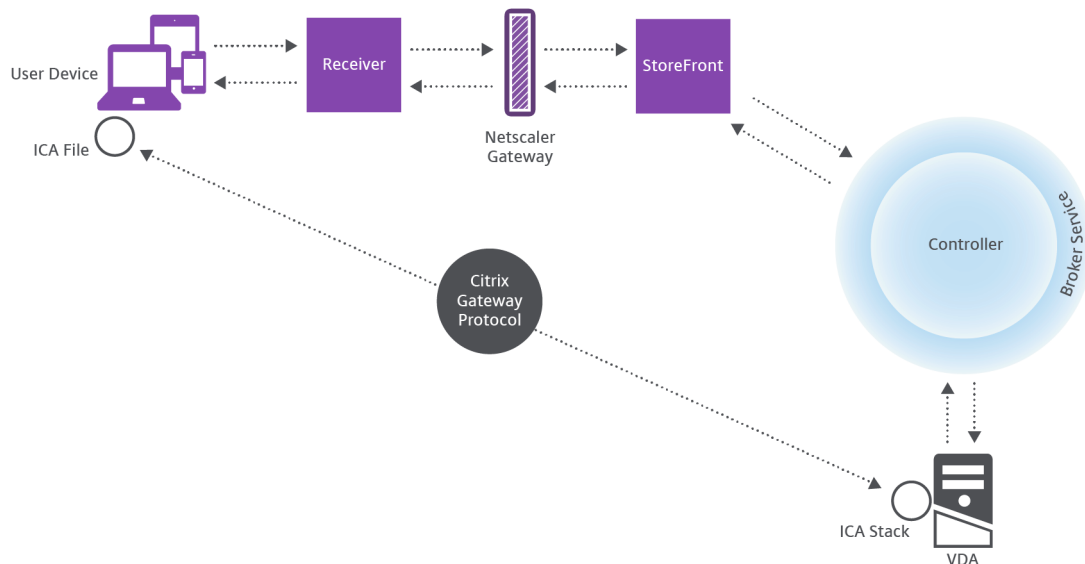 User Device
Receiver
StoreFront
ICA File
Netscaler
Gateway
Controller
Broker Service
Citrix
Gateway
Protocol
ICA Stack
VDA